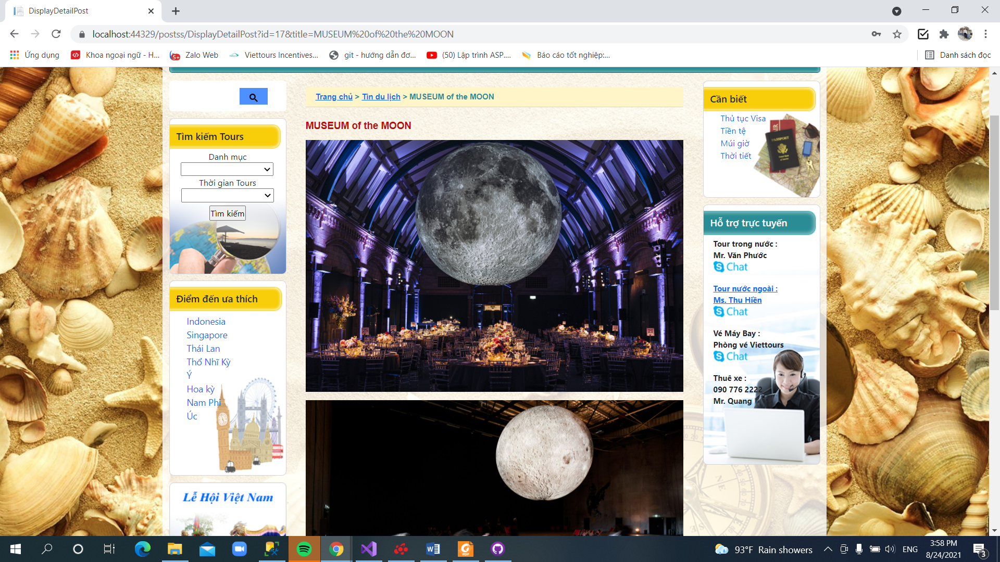 DisplayDetailPost
localhost:44329/postss/DisplayDetailPost?id=17&title=MUSEUM%20of%20the%20MOON
Ứng dụng
Khoa ngoại ngữ - H...
5+
Zalo Web
Viettours Incentives...
git - hướng dẫn đơ...
(50) Lập trình ASP....
Báo cáo tốt nghiệp:...
Danh sách đọc
Tìm kiếm Tours
Danh mục
Thời gian Tours
Tìm kiếm
Điểm đến ưa thích
Indonesia
Singapore
Thái Lan
Thổ Nhĩ Kỳ
Ý
Hoa kỳ
Nam Phi
Úc
Lễ Hội Việt Nam
Trang chủ > Tin du lịch > MUSEUM of the MOON
MUSEUM of the MOON
25
23
Cần biết
Thủ tục Visa
Tiền tệ
Múi giờ
Thời tiết
PASSPORT
Hỗ trợ trực tuyến
Tour trong nước :
Mr. Văn Phước
Chat
Tour nước ngoài :
Ms. Thu Hiền
Chat
Vé Máy Bay :
Phòng vé Viettours
Chat
Thuê xe :
090 776 2222
Mr. Quang
NE
93°F Rain showers
ENG
3:58 PM
8/24/2021
3